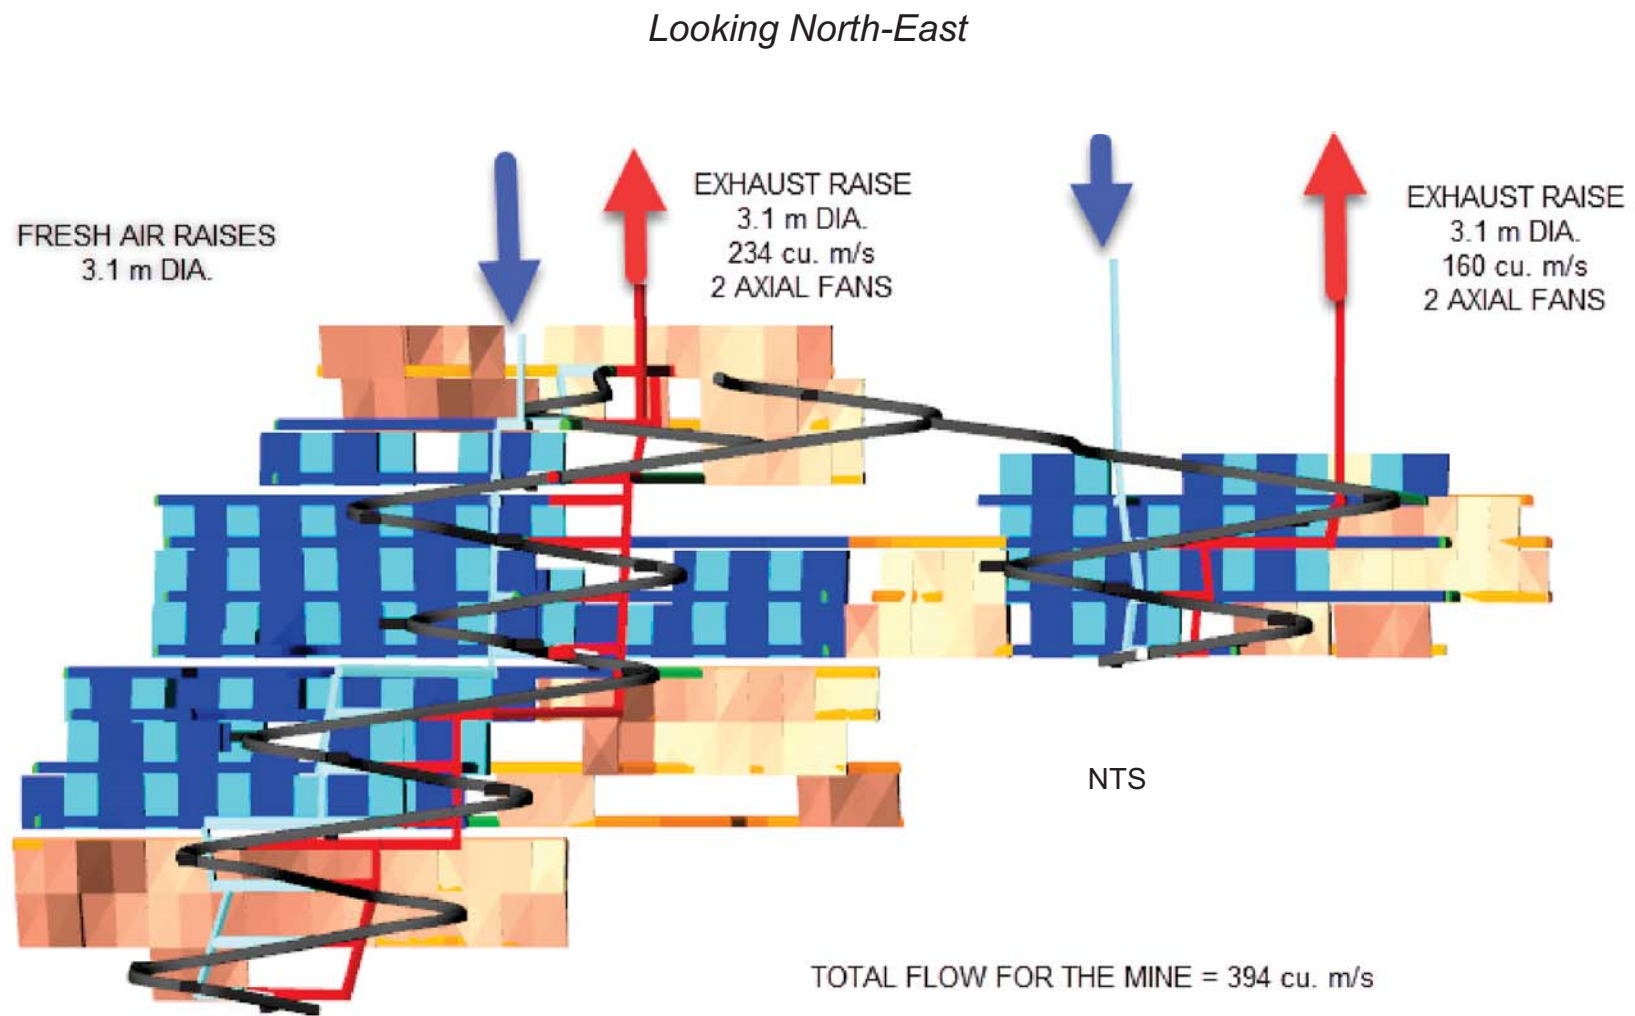 Looking North-East
FRESH AIR RAISES
3.1 m DIA.
EXHAUST RAISE
3.1 m DIA.
234 cu. m/s
2 AXIAL FANS
EXHAUST RAISE
3.1 m DIA.
160 cu. m/s
2 AXIAL FANS
NTS
TOTAL FLOW FOR THE MINE = 394 cu. m/s